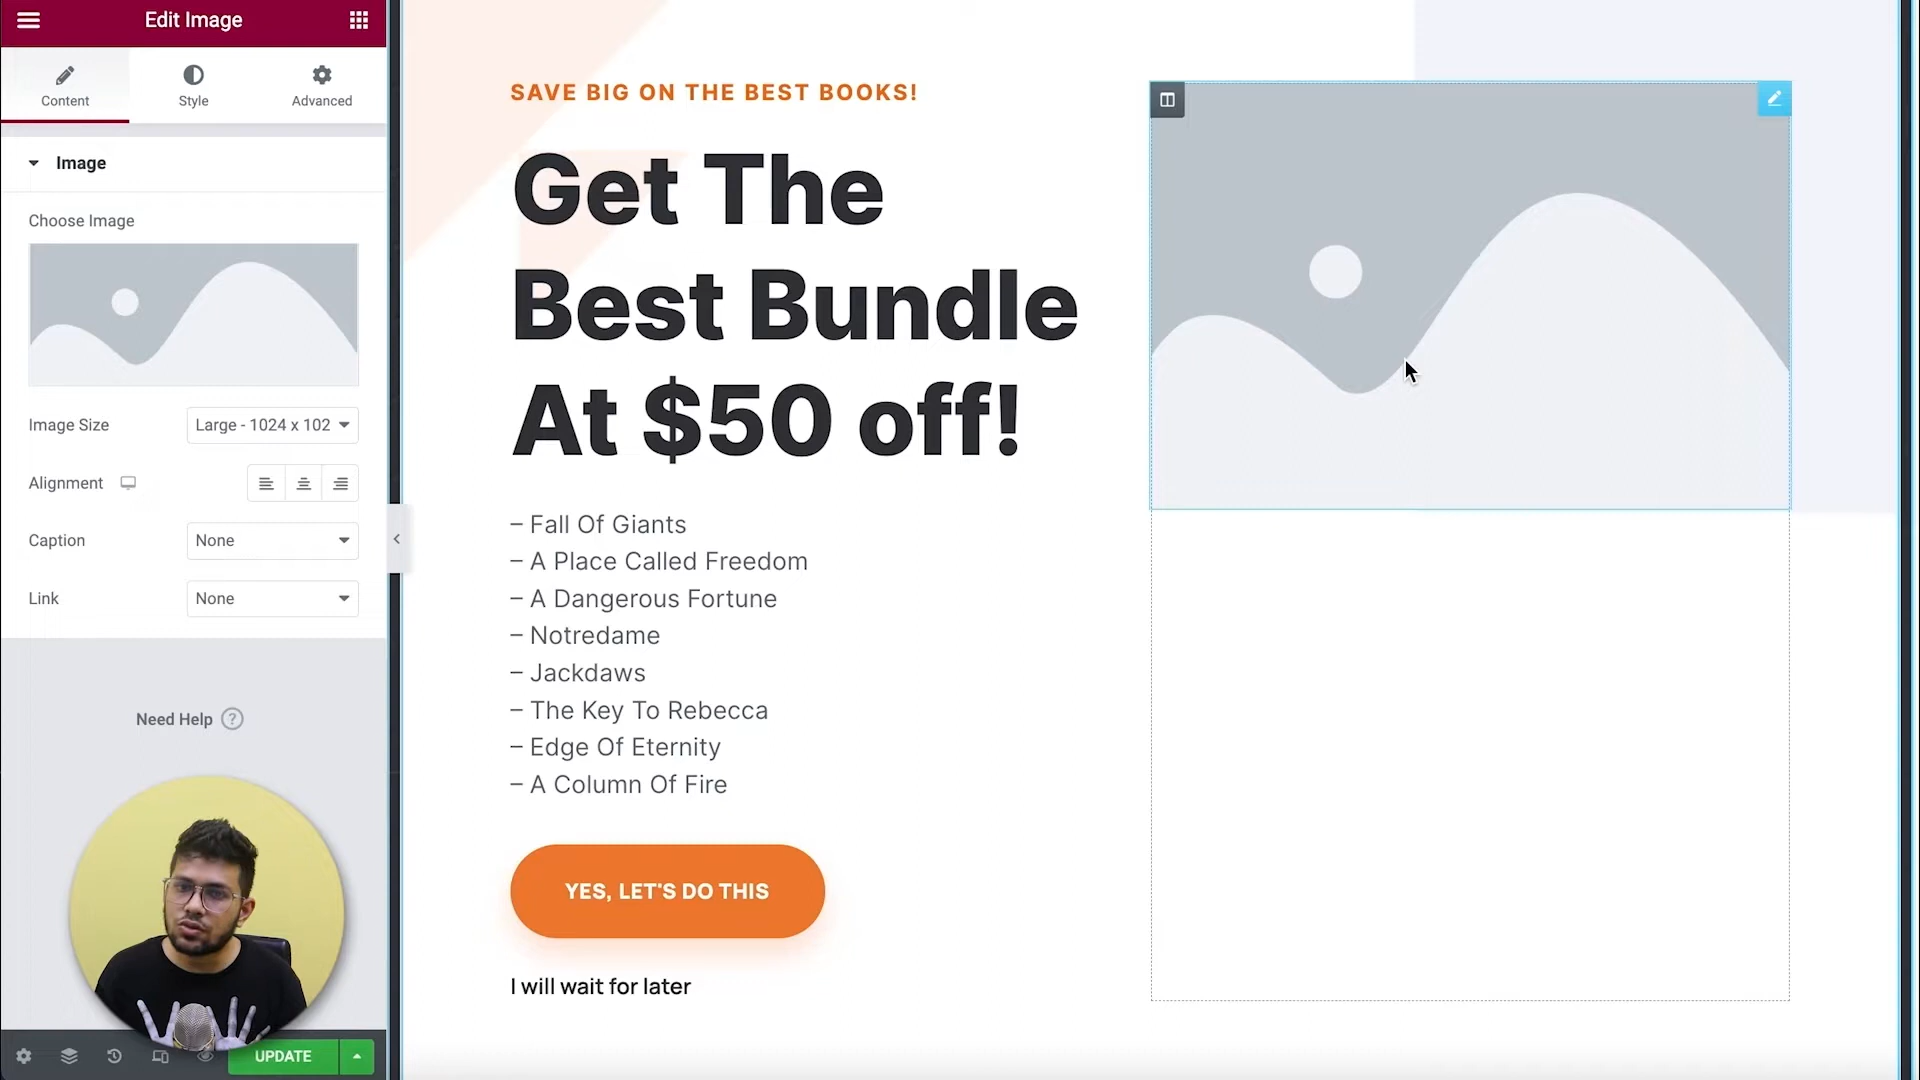 Edit Image
Content
Style
Advanced
Image
Choose Image
Image Size
Large - 1024 x 102
Alignment
Caption
None
Link
None
Need Help ?
UPDATE
SAVE BIG ON THE BEST BOOKS!
Get The
Best Bundle
At $50 off!
– Fall Of Giants
– A Place Called Freedom
– A Dangerous Fortune
– Notredame
– Jackdaws
– The Key To Rebecca
– Edge Of Eternity
– A Column Of Fire
YES, LET'S DO THIS
I will wait for later